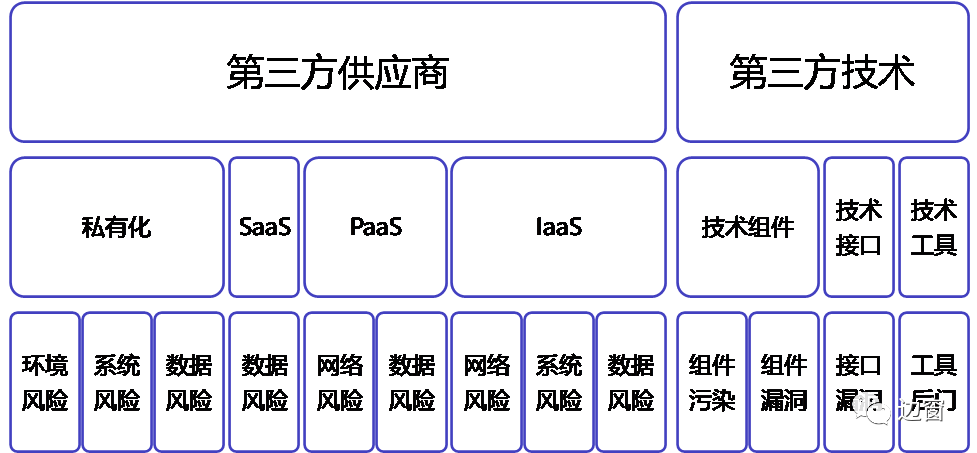 第三方供应商
第三方技术
私有化
SaaS
PaaS
IaaS
技术组件
技术
接口
技术
工具
环境
风险
系统
风险
数据
风险
数据
风险
网络
风险
数据
风险
网络
风险
系统
风险
数据
风险
组件
污染
组件
漏洞
接口
漏洞
工具
后门
边窗